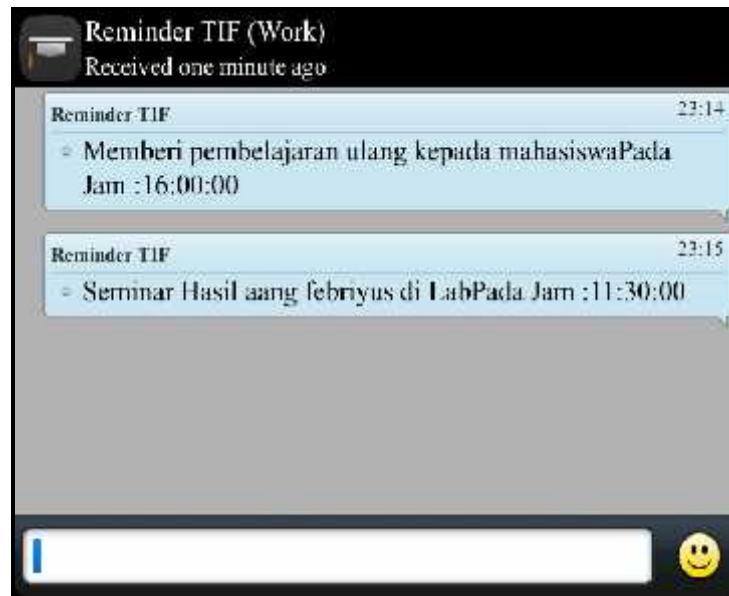 Reminder TIF (Work)
Received one minute ago
Reminder TIF 23:14
Memberi pembelajaran ulang kepada mahasiswaPada
Jam :16:00:00
Reminder TIF 23:15
Seminar Hasil aang febriyus di LabPada Jam :11:30:00